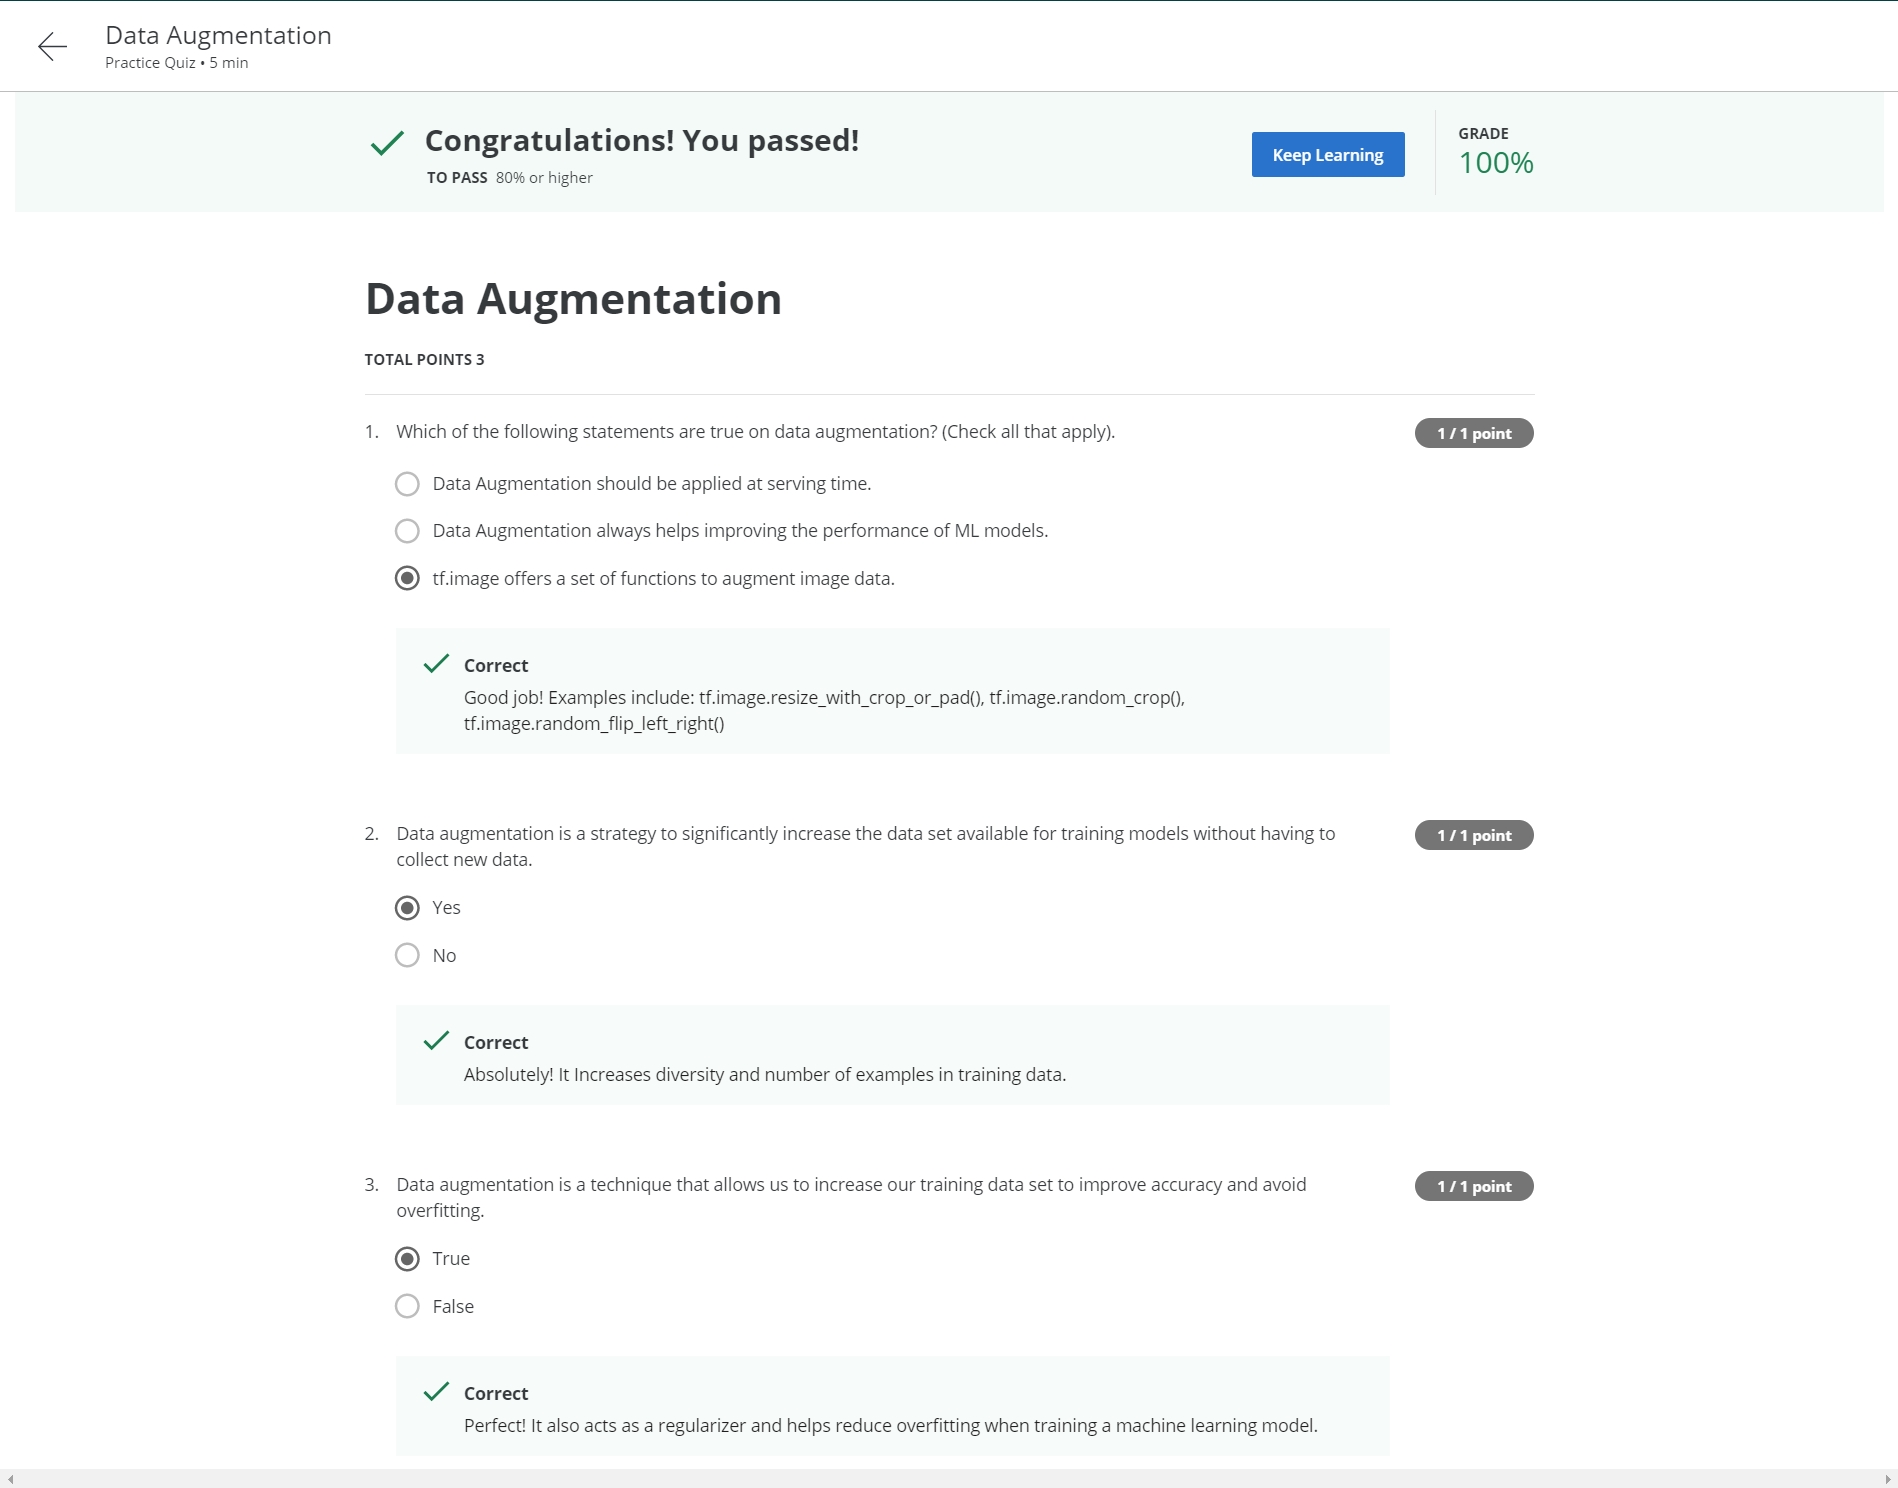 Data Augmentation
Practice Quiz • 5 min
Congratulations! You passed!
TO PASS 80% or higher
Keep Learning
GRADE
100%
Data Augmentation
TOTAL POINTS 3
1. Which of the following statements are true on data augmentation? (Check all that apply).
1 / 1 point
Data Augmentation should be applied at serving time.
Data Augmentation always helps improving the performance of ML models.
tf.image offers a set of functions to augment image data.
Correct
Good job! Examples include: tf.image.resize_with_crop_or_pad(), tf.image.random_crop(),
tf.image.random_flip_left_right()
2. Data augmentation is a strategy to significantly increase the data set available for training models without having to
collect new data.
1 / 1 point
Yes
No
Correct
Absolutely! It Increases diversity and number of examples in training data.
3. Data augmentation is a technique that allows us to increase our training data set to improve accuracy and avoid
overfitting.
1 / 1 point
True
False
Correct
Perfect! It also acts as a regularizer and helps reduce overfitting when training a machine learning model.